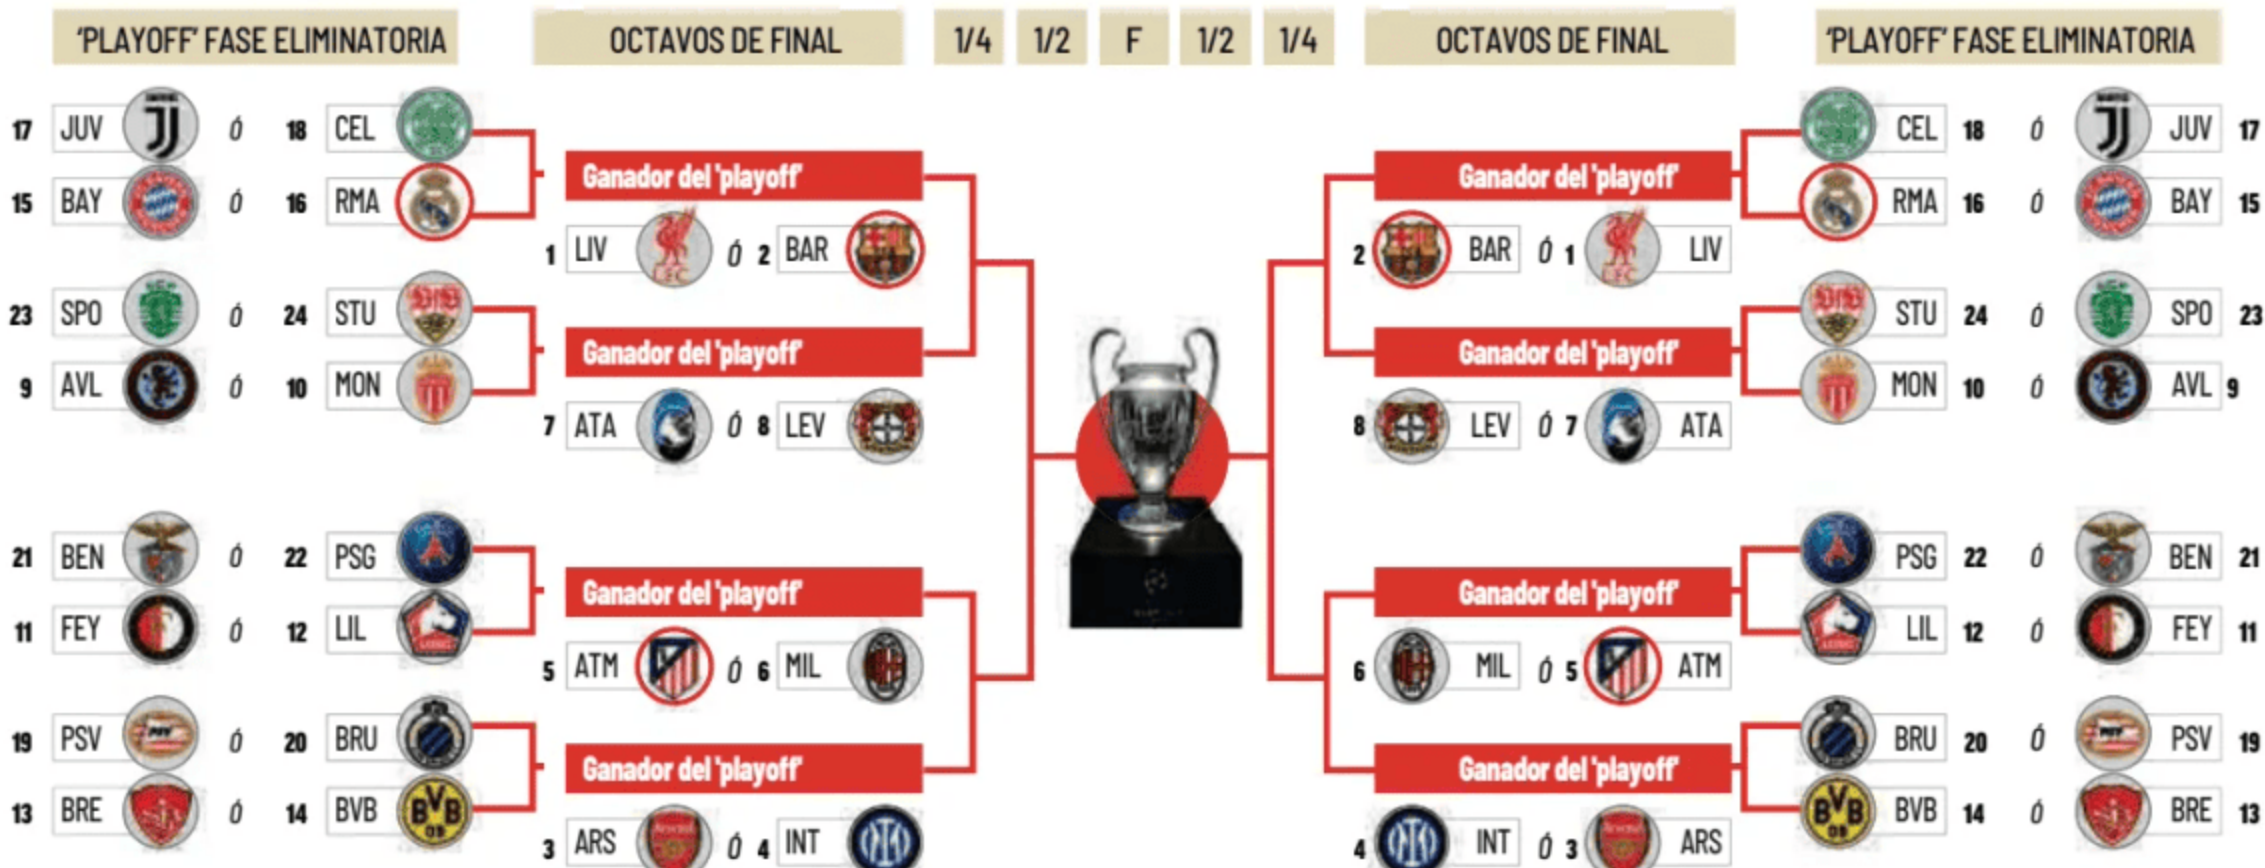 'PLAYOFF' FASE ELIMINATORIA OCTAVOS DE FINAL 1/4 1/2 F 1/2 1/4 OCTAVOS DE FINAL 'PLAYOFF' FASE ELIMINATORIA
17 JUV ó 18 CEL CEL 18 ó JUV 17
Ganador del 'playoff' Ganador del 'playoff'
15 BAY ó 16 RMA RMA 16 ó BAY 15
1 LIV ó 2 BAR 2 BAR ó 1 LIV
23 SPO ó 24 STU STU 24 ó SPO 23
Ganador del 'playoff' Ganador del 'playoff'
9 AVL ó 10 MON MON 10 ó AVL 9
7 ATA ó 8 LEV 8 LEV ó 7 ATA
21 BEN ó 22 PSG PSG 22 ó BEN 21
Ganador del 'playoff' Ganador del 'playoff'
11 FEY ó 12 LIL LIL 12 ó FEY 11
5 ATM ó 6 MIL 6 MIL ó 5 ATM
19 PSV ó 20 BRU BRU 20 ó PSV 19
Ganador del 'playoff' Ganador del 'playoff'
13 BRE ó 14 BVB BVB 14 ó BRE 13
3 ARS ó 4 INT 4 INT ó 3 ARS